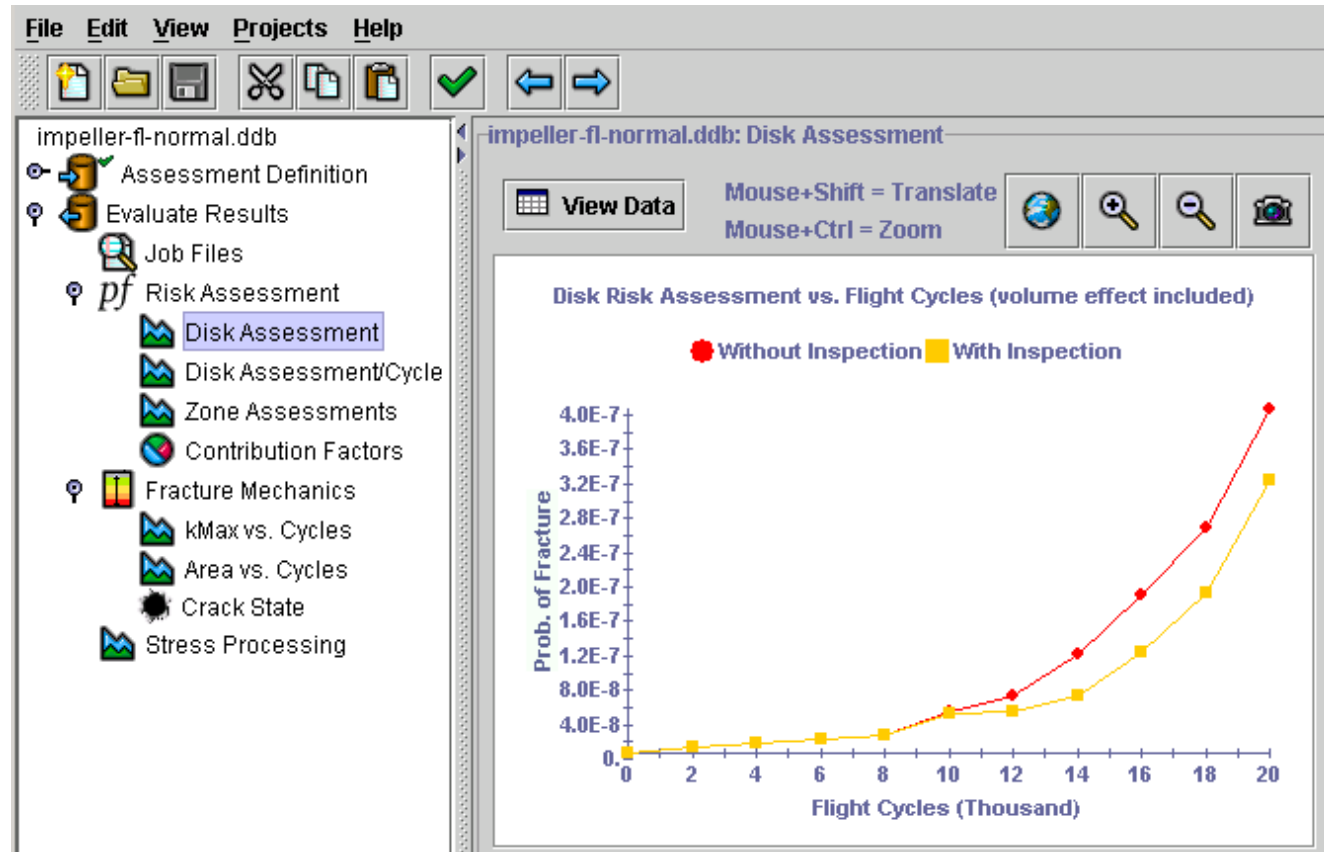 File Edit View Projects Help
impeller-fl-normal.ddb
Assessment Definition
Evaluate Results
Job Files
pf Risk Assessment
Disk Assessment
Disk Assessment/Cycle
Zone Assessments
Contribution Factors
Fracture Mechanics
kMax vs. Cycles
Area vs. Cycles
Crack State
Stress Processing
impeller-fl-normal.ddb: Disk Assessment
View Data
Mouse+Shift = Translate
Mouse+Ctrl = Zoom
Disk Risk Assessment vs. Flight Cycles (volume effect included)
Without Inspection With Inspection
Prob. of Fracture
4.0E-7
3.6E-7
3.2E-7
2.8E-7
2.4E-7
2.0E-7
1.6E-7
1.2E-7
8.0E-8
4.0E-8
0.
0 2 4 6 8 10 12 14 16 18 20
Flight Cycles (Thousand)